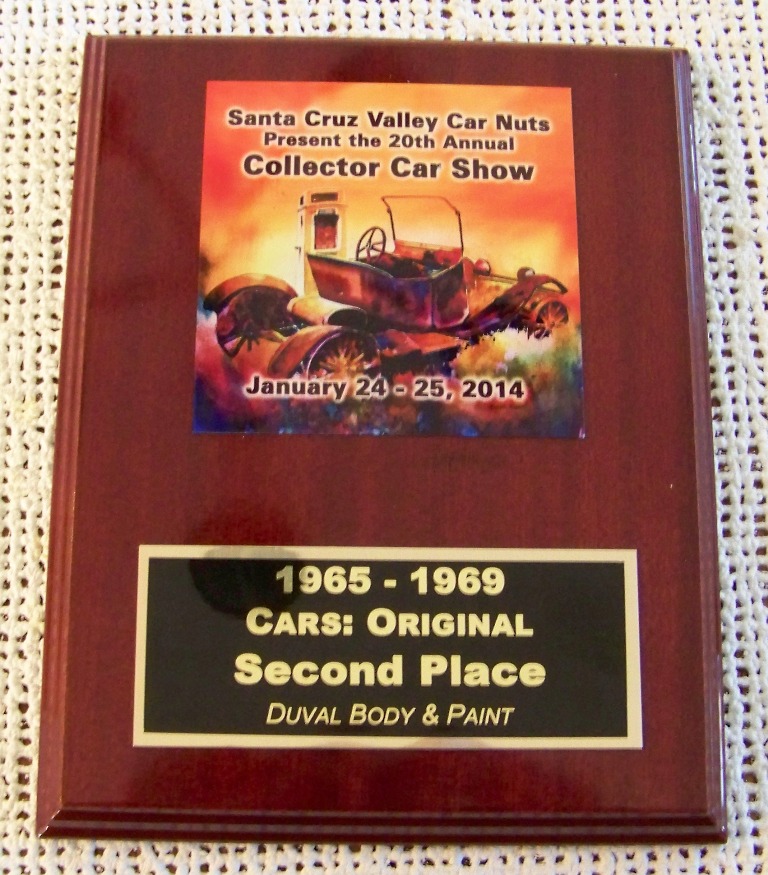 Santa Cruz Valley Car Nuts
Present the 20th Annual
Collector Car Show
January 24 - 25, 2014
1965 - 1969
CARS: ORIGINAL
Second Place
DUVAL BODY & PAINT